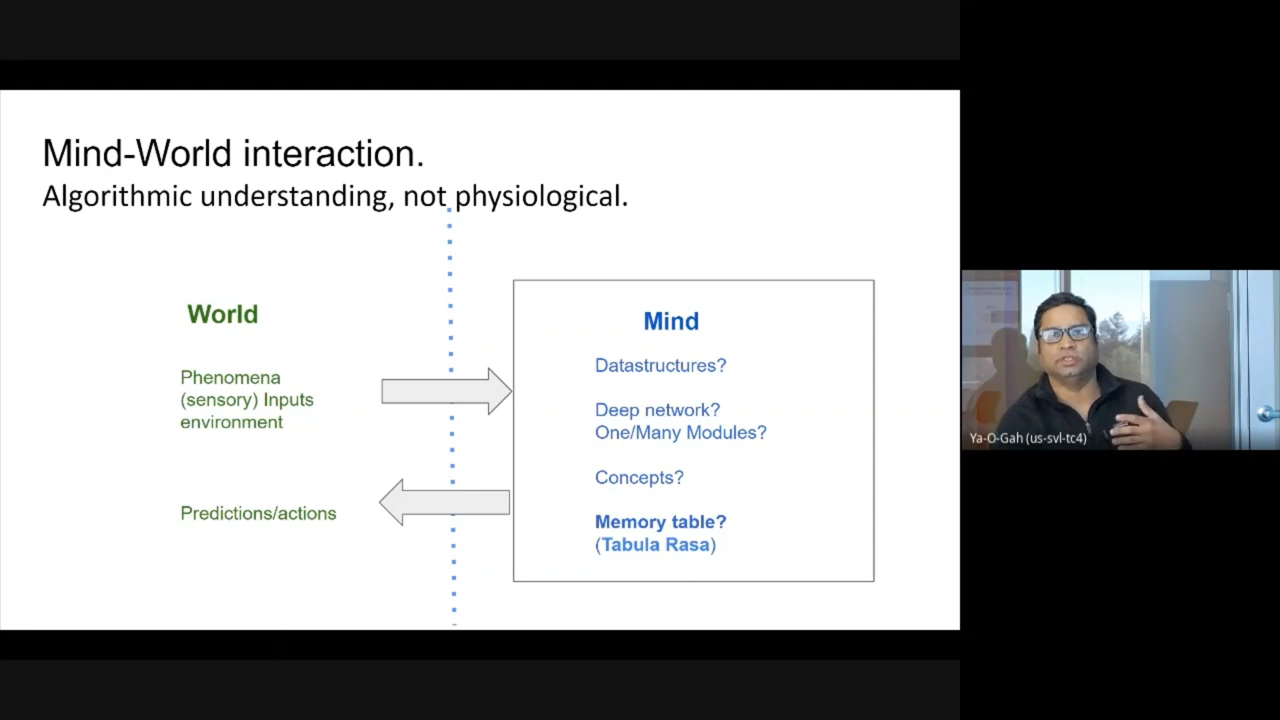 Mind-World interaction.
Algorithmic understanding, not physiological.
World
Phenomena
(sensory) Inputs
environment
Predictions/actions
Mind
Datastructures?
Deep network?
One/Many Modules?
Concepts?
Memory table?
(Tabula Rasa)
Ya-O-Gah (us-svl-tc4)